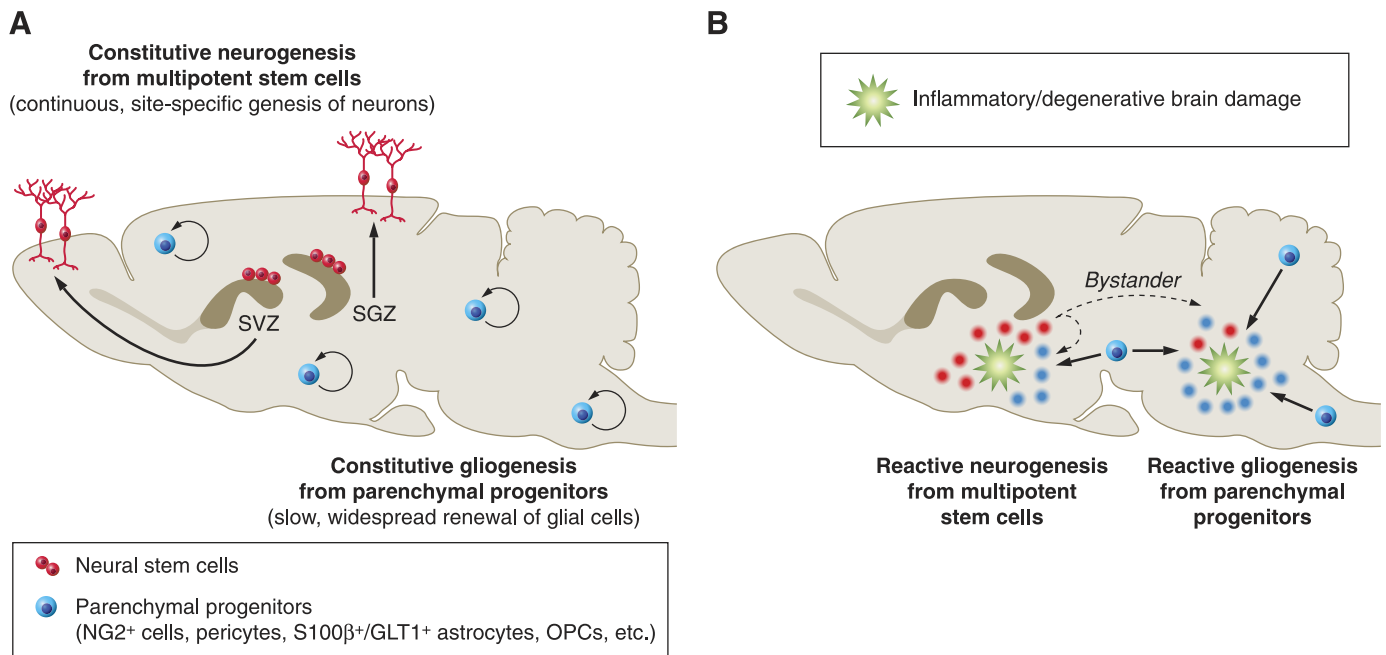 A
Constitutive neurogenesis
from multipotent stem cells
(continuous, site-specific genesis of neurons)
SVZ
SGZ
Constitutive gliogenesis
from parenchymal progenitors
(slow, widespread renewal of glial cells)
Neural stem cells
Parenchymal progenitors
(NG2⁺ cells, pericytes, S100β⁺/GLT1⁺ astrocytes, OPCs, etc.)
B
Inflammatory/degenerative brain damage
Bystander
Reactive neurogenesis
from multipotent
stem cells
Reactive gliogenesis
from parenchymal
progenitors